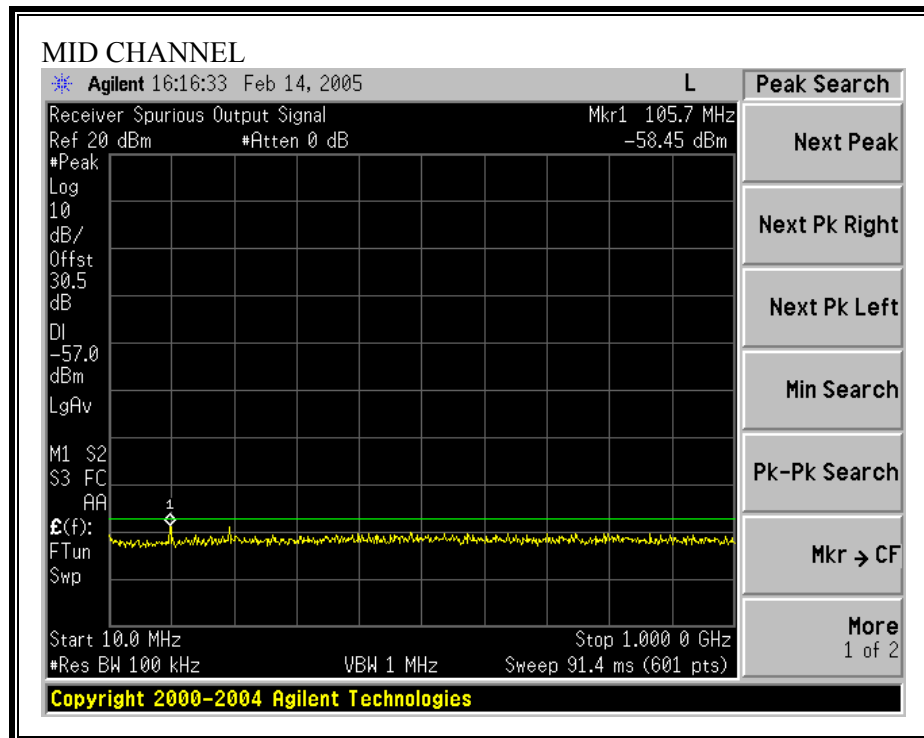 MID CHANNEL
Agilent 16:16:33 Feb 14, 2005 L
Receiver Spurious Output Signal Mkr1 105.7 MHz
Ref 20 dBm #Atten 0 dB -58.45 dBm
#Peak
Log
10
dB/
Offst
30.5
dB
DI
-57.0
dBm
LgAv
M1 S2
S3 FC
AA
£(f):
FTun
Swp
1
Start 10.0 MHz Stop 1.000 0 GHz
#Res BW 100 kHz VBW 1 MHz Sweep 91.4 ms (601 pts)
Copyright 2000-2004 Agilent Technologies
Peak Search
Next Peak
Next Pk Right
Next Pk Left
Min Search
Pk-Pk Search
Mkr → CF
More
1 of 2